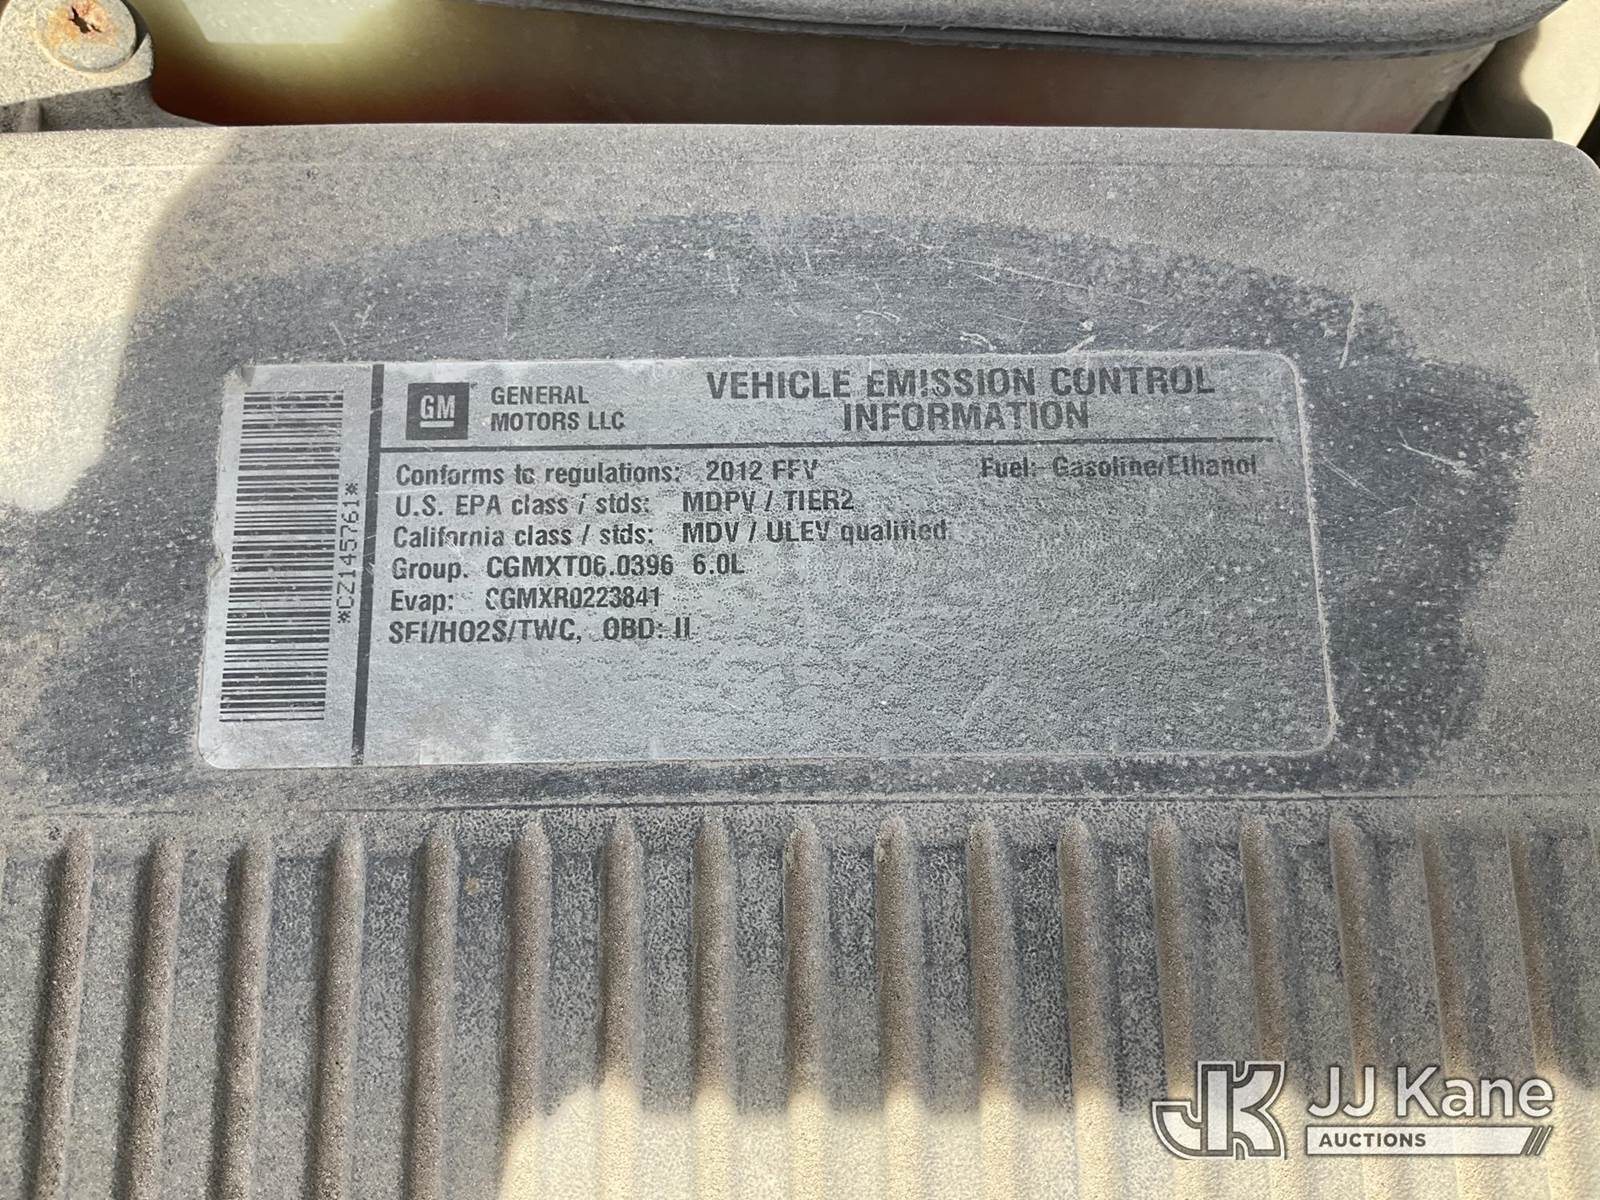 GM
GENERAL MOTORS LLC
VEHICLE EMISSION CONTROL INFORMATION
Conforms to regulations: 2012 FFV Fuel: Gasoline/Ethanol
U.S. EPA class / stds: MDPV / TIER2
California class / stds: MDV / ULEV qualified
Group: CGMXT06.0396 6.0L
Evap: CGMXR0223841
SFI/HO2S/TWC, OBD: II
*CZ145761*
JK JJ Kane
AUCTIONS